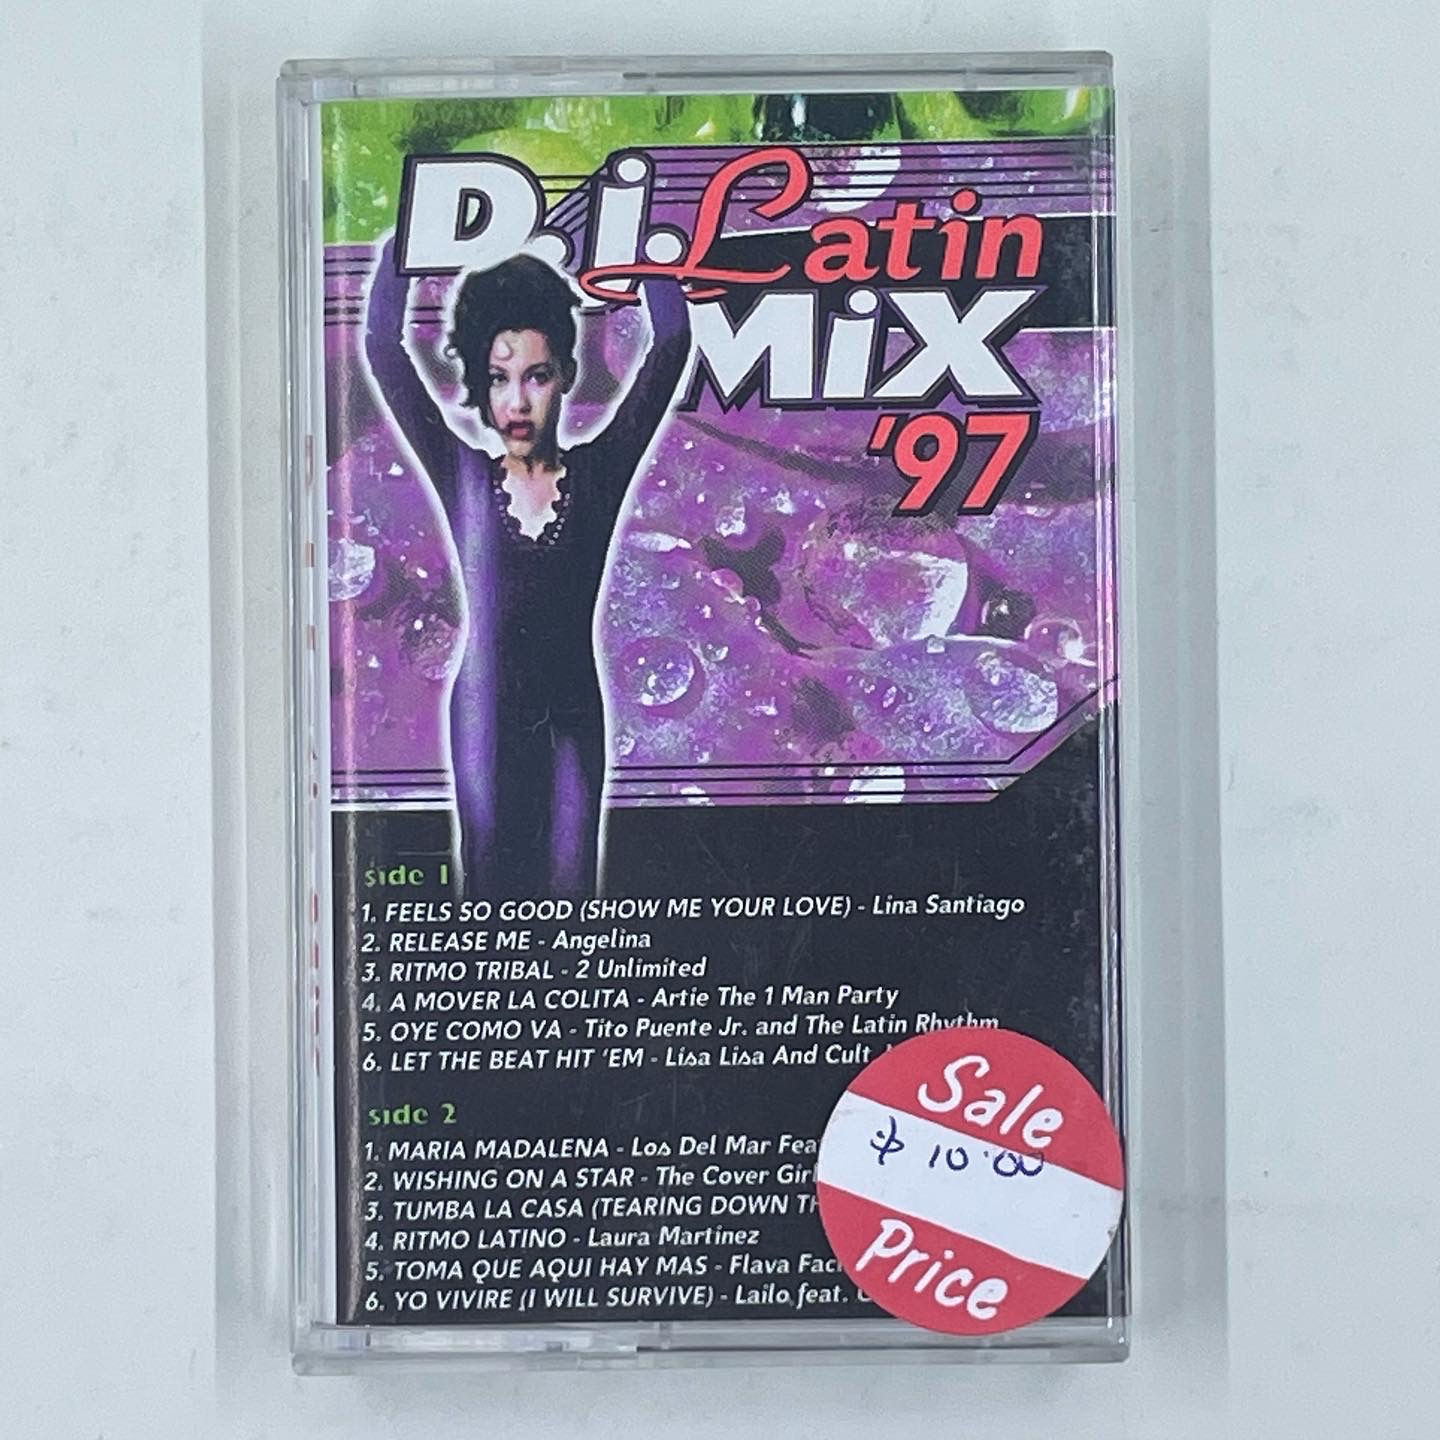 D.j. Latin
MiX
'97
side 1
1. FEELS SO GOOD (SHOW ME YOUR LOVE) - Lina Santiago
2. RELEASE ME - Angelina
3. RITMO TRIBAL - 2 Unlimited
4. A MOVER LA COLITA - Artie The 1 Man Party
5. OYE COMO VA - Tito Puente Jr. and The Latin Rhythm
6. LET THE BEAT HIT 'EM - Lisa Lisa And Cult
side 2
1. MARIA MADALENA - Los Del Mar
2. WISHING ON A STAR - The Cover
3. TUMBA LA CASA (TEARING DOWN
4. RITMO LATINO - Laura Martinez
5. TOMA QUE AQUI HAY MAS - Flava
6. YO VIVIRE (I WILL SURVIVE) - Lailo feat.
Sale
$ 10.00
Price